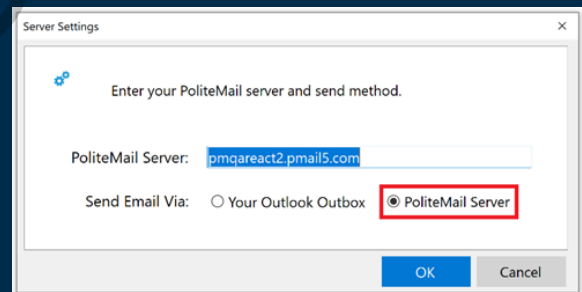 Server Settings
Enter your PoliteMail server and send method.
PoliteMail Server: pmqareact2.pmail5.com
Send Email Via: Your Outlook Outbox PoliteMail Server
OK Cancel